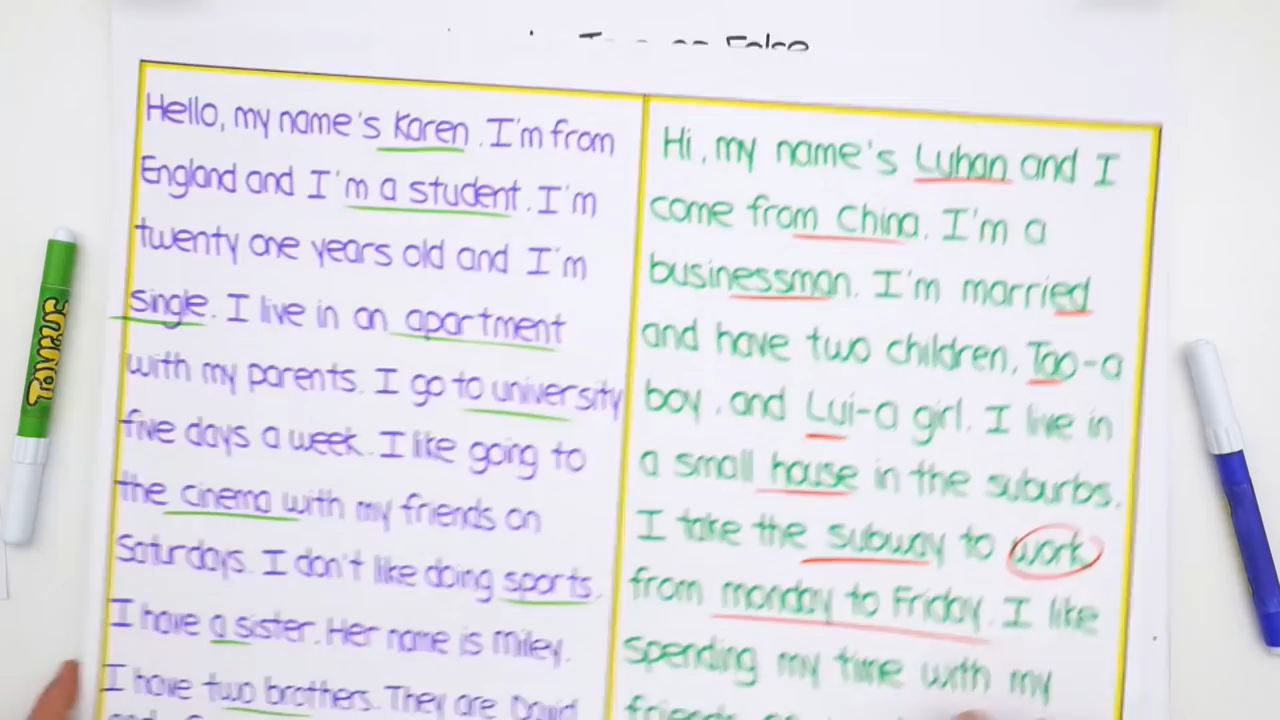 Hello, my name's Karen. I'm from
England and I'm a student. I'm
twenty one years old and I'm
single. I live in an apartment
with my parents. I go to university
five days a week. I like going to
the cinema with my friends on
Saturdays. I don't like doing sports.
I have a sister. Her name is Miley.
I have two brothers. They are David
Hi, my name's Luhan and I
come from China. I'm a
businessman. I'm married
and have two children, Tao-a
boy, and Lui-a girl. I live in
a small house in the suburbs.
I take the subway to work
from monday to Friday. I like
spending my time with my